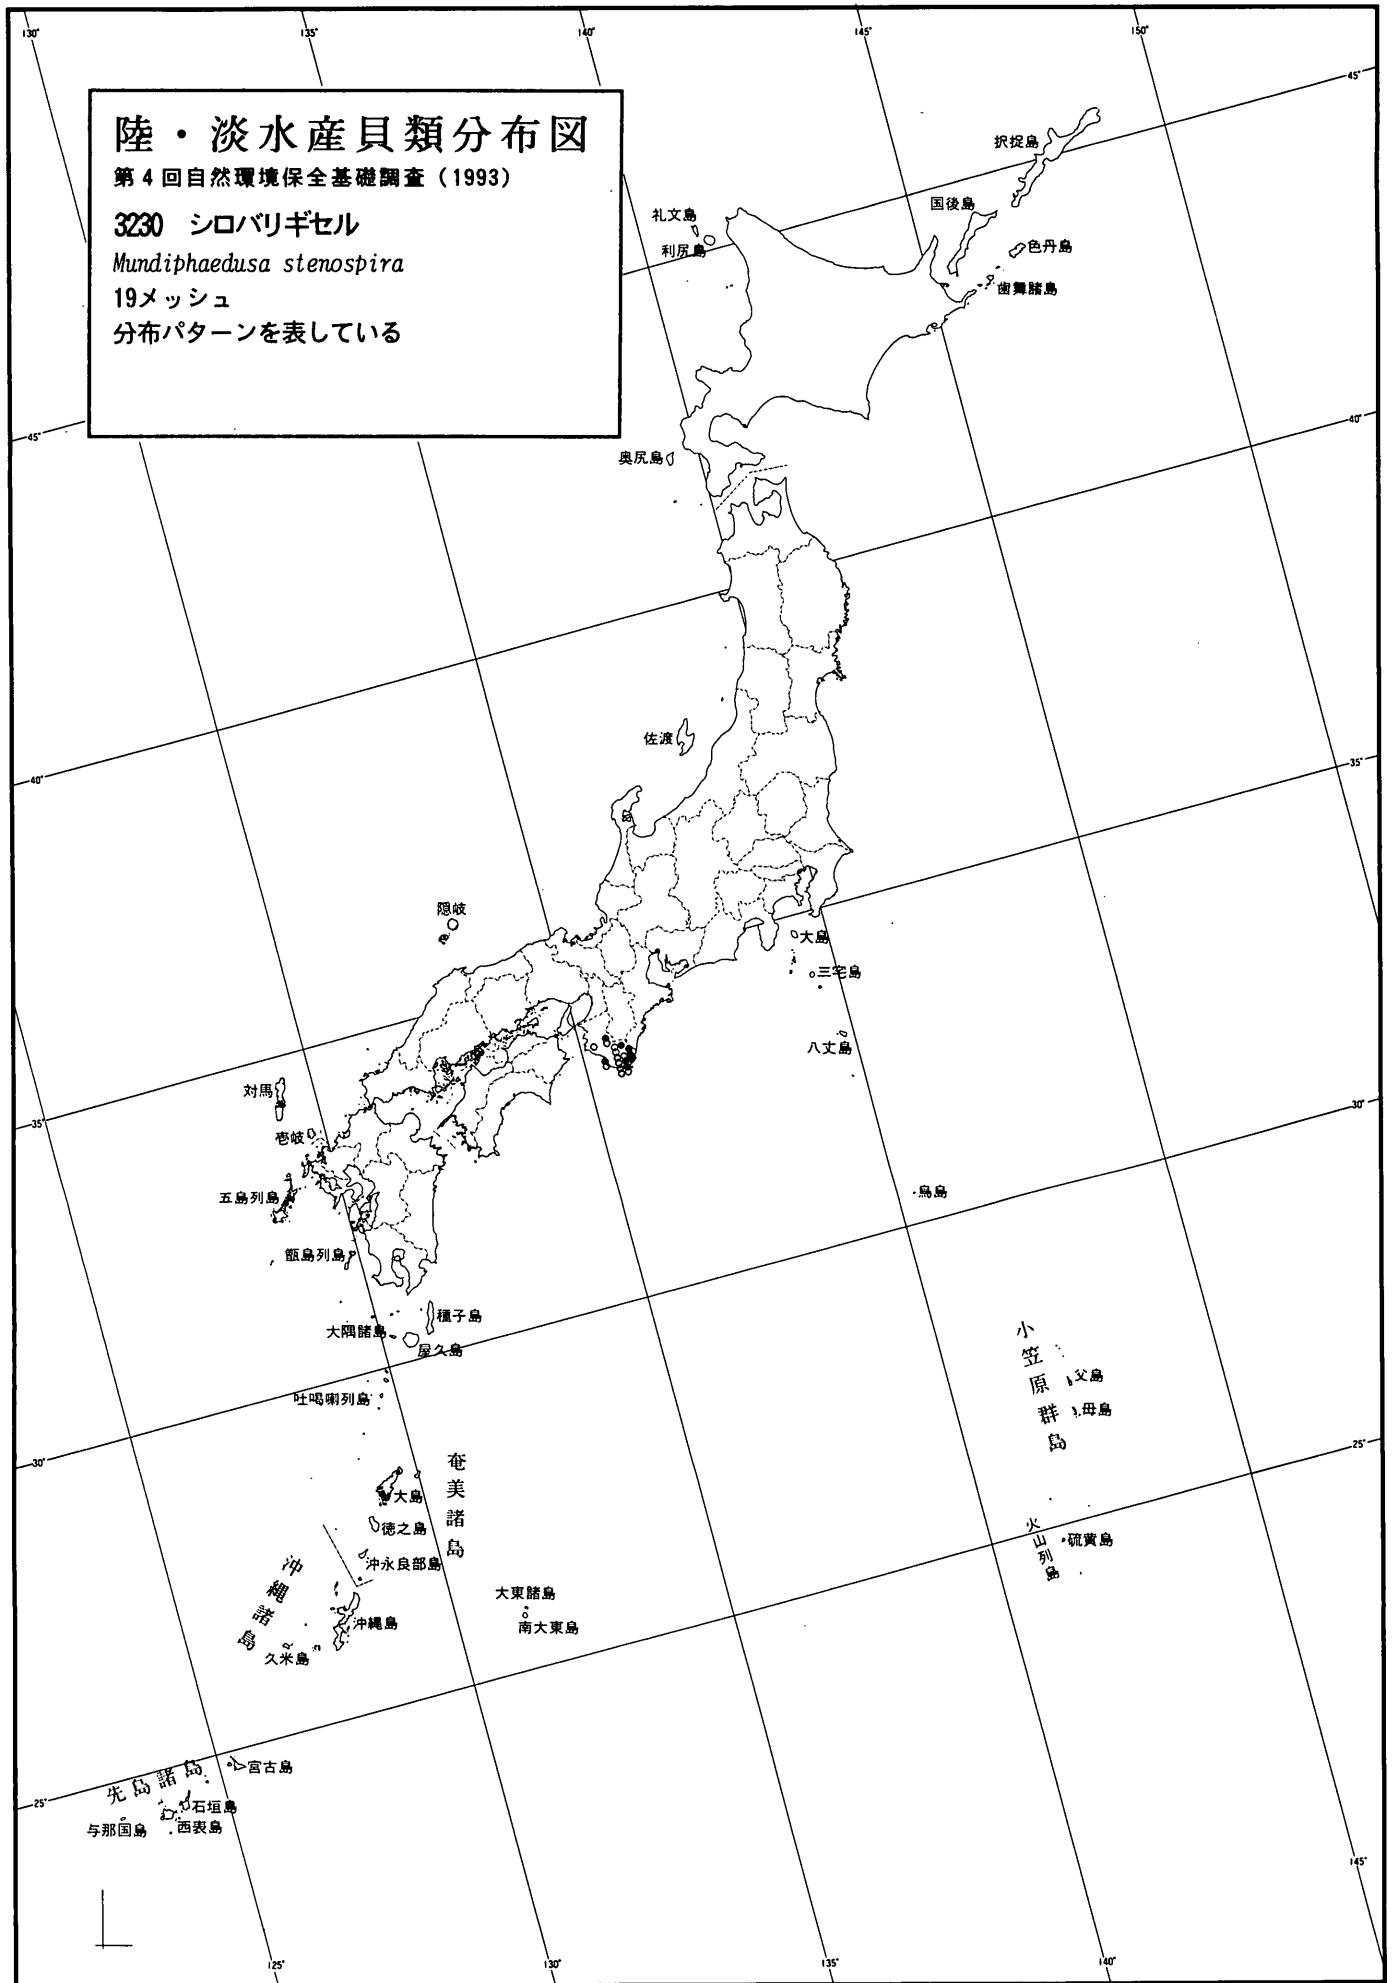 130°
135°
140°
145°
150°
陸・淡水産貝類分布図
第4回自然環境保全基礎調査（1993）
3230 シロバリギセル
Mundiphaedusa stenospira
19メッシュ
分布パターンを表している
45°
択捉島
国後島
礼文島
利尻島
色丹島
歯舞諸島
45°
40°
奥尻島
佐渡
40°
35°
隠岐
大島
三宅島
八丈島
対馬
35°
壱岐
30°
五島列島
鳥島
甑島列島
種子島
大隅諸島
屋久島
小笠原群島
父島
母島
吐噶喇列島
30°
25°
奄美諸島
大島
徳之島
沖永良部島
火山列島
硫黄島
沖縄諸島
沖縄島
久米島
大東諸島
南大東島
先島諸島
宮古島
25°
石垣島
与那国島
西表島
145°
125°
130°
135°
140°